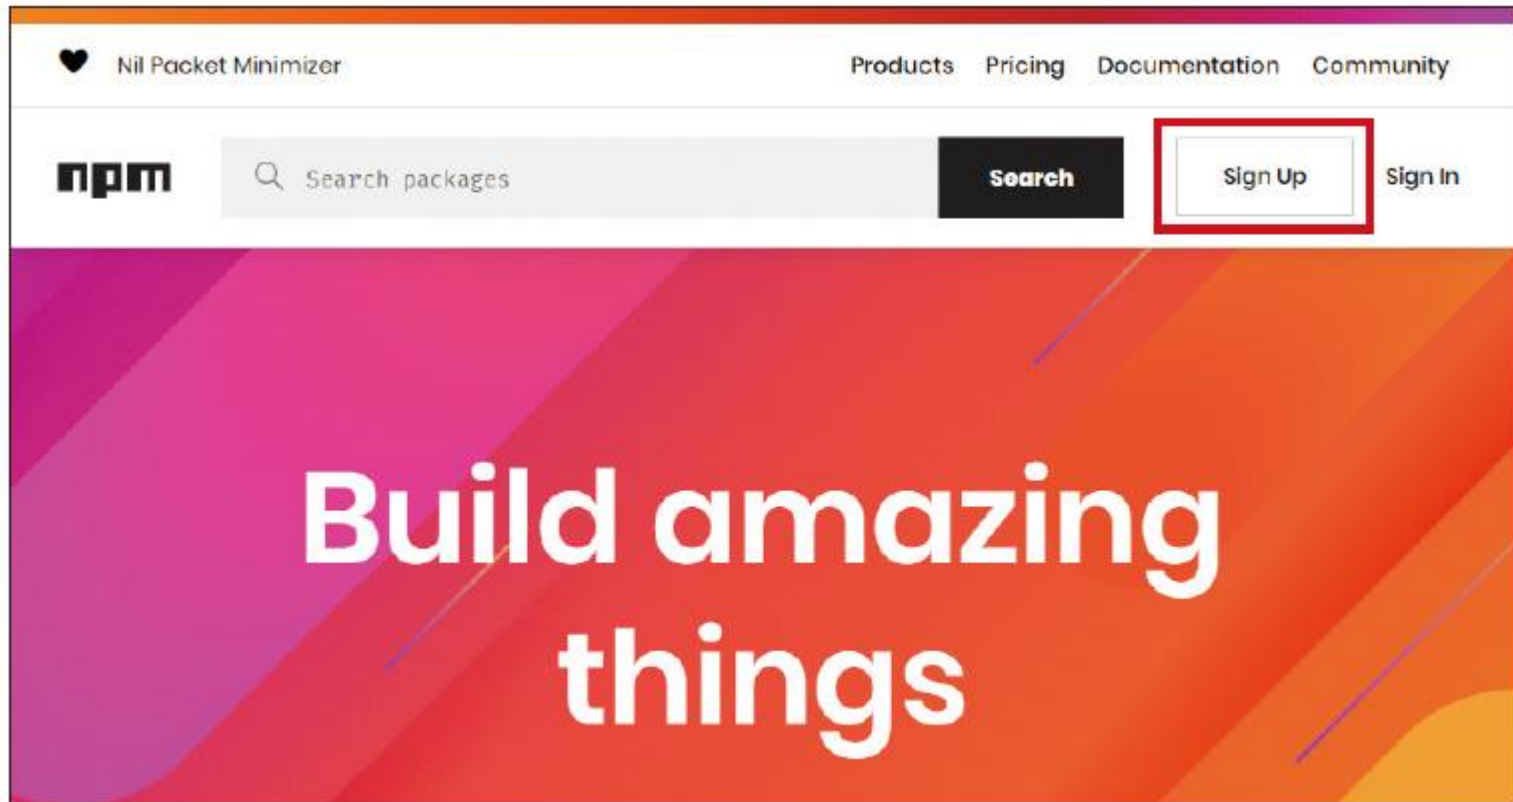 Nil Packet Minimizer Products Pricing Documentation Community
npm Search packages Search Sign Up Sign In
Build amazing
things